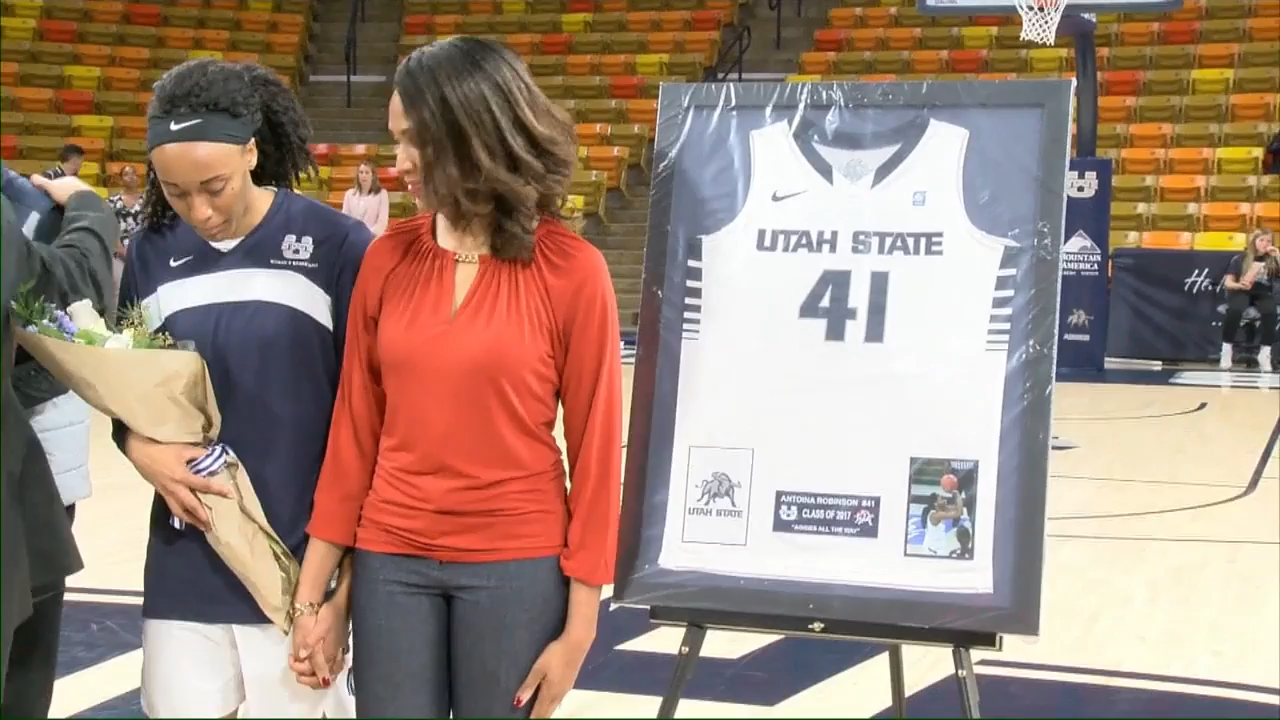 UTAH STATE
41
UTAH STATE
ANTOINA ROBINSON #41
CLASS OF 2017
"AGGIES ALL THE WAY"
MOUNTAIN
AMERICA